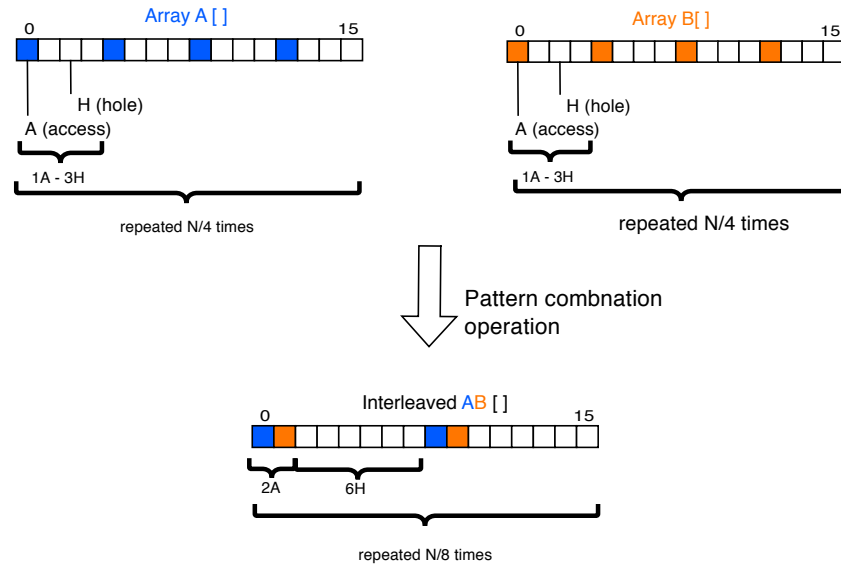 Array A [ ]
0
15
H (hole)
A (access)
1A - 3H
repeated N/4 times
Array B[ ]
0
15
H (hole)
A (access)
1A - 3H
repeated N/4 times
Pattern combnation
operation
Interleaved AB [ ]
0
15
2A
6H
repeated N/8 times